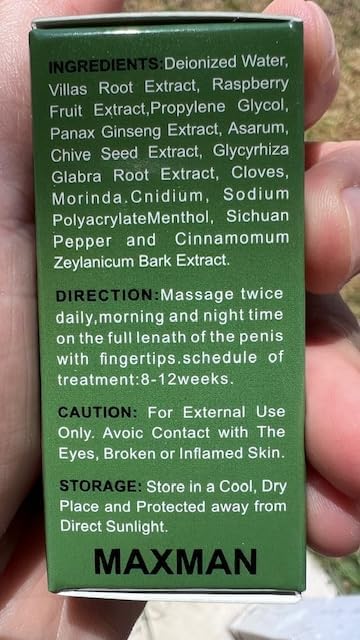 INGREDIENTS:Deionized Water,
Villas Root Extract, Raspberry
Fruit Extract,Propylene Glycol,
Panax Ginseng Extract, Asarum,
Chive Seed Extract, Glycyrhiza
Glabra Root Extract, Cloves,
Morinda.Cnidium, Sodium
PolyacrylateMenthol, Sichuan
Pepper and Cinnamomum
Zeylanicum Bark Extract.
DIRECTION:Massage twice
daily,morning and night time
on the full lenath of the penis
with fingertips.schedule of
treatment:8-12weeks.
CAUTION: For External Use
Only. Avoic Contact with The
Eyes, Broken or Inflamed Skin.
STORAGE: Store in a Cool, Dry
Place and Protected away from
Direct Sunlight.
MAXMAN